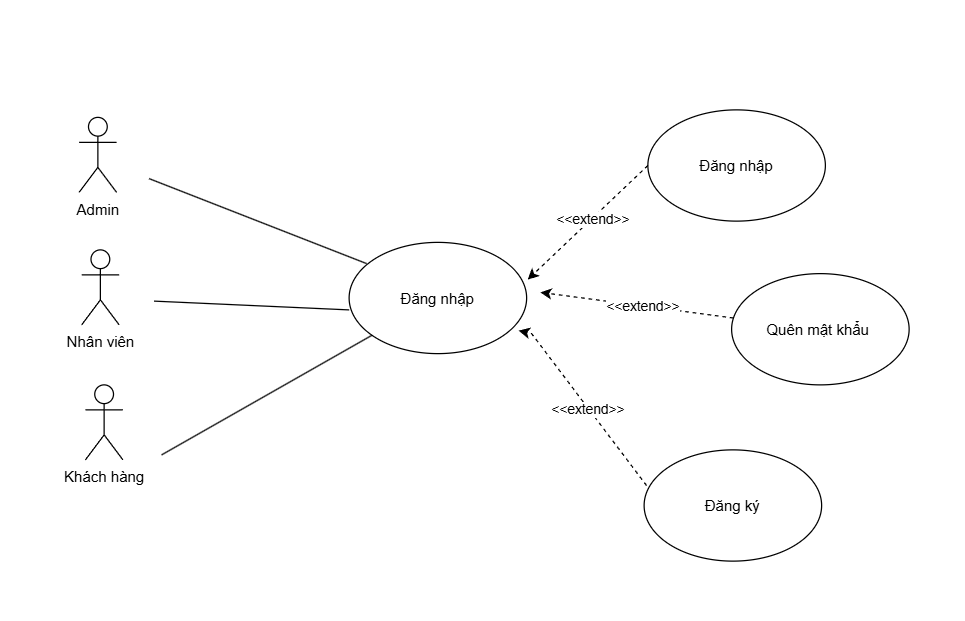 Admin
Nhân viên
Khách hàng
Đăng nhập
<<extend>>
<<extend>>
<<extend>>
Đăng nhập
Quên mật khẩu
Đăng ký